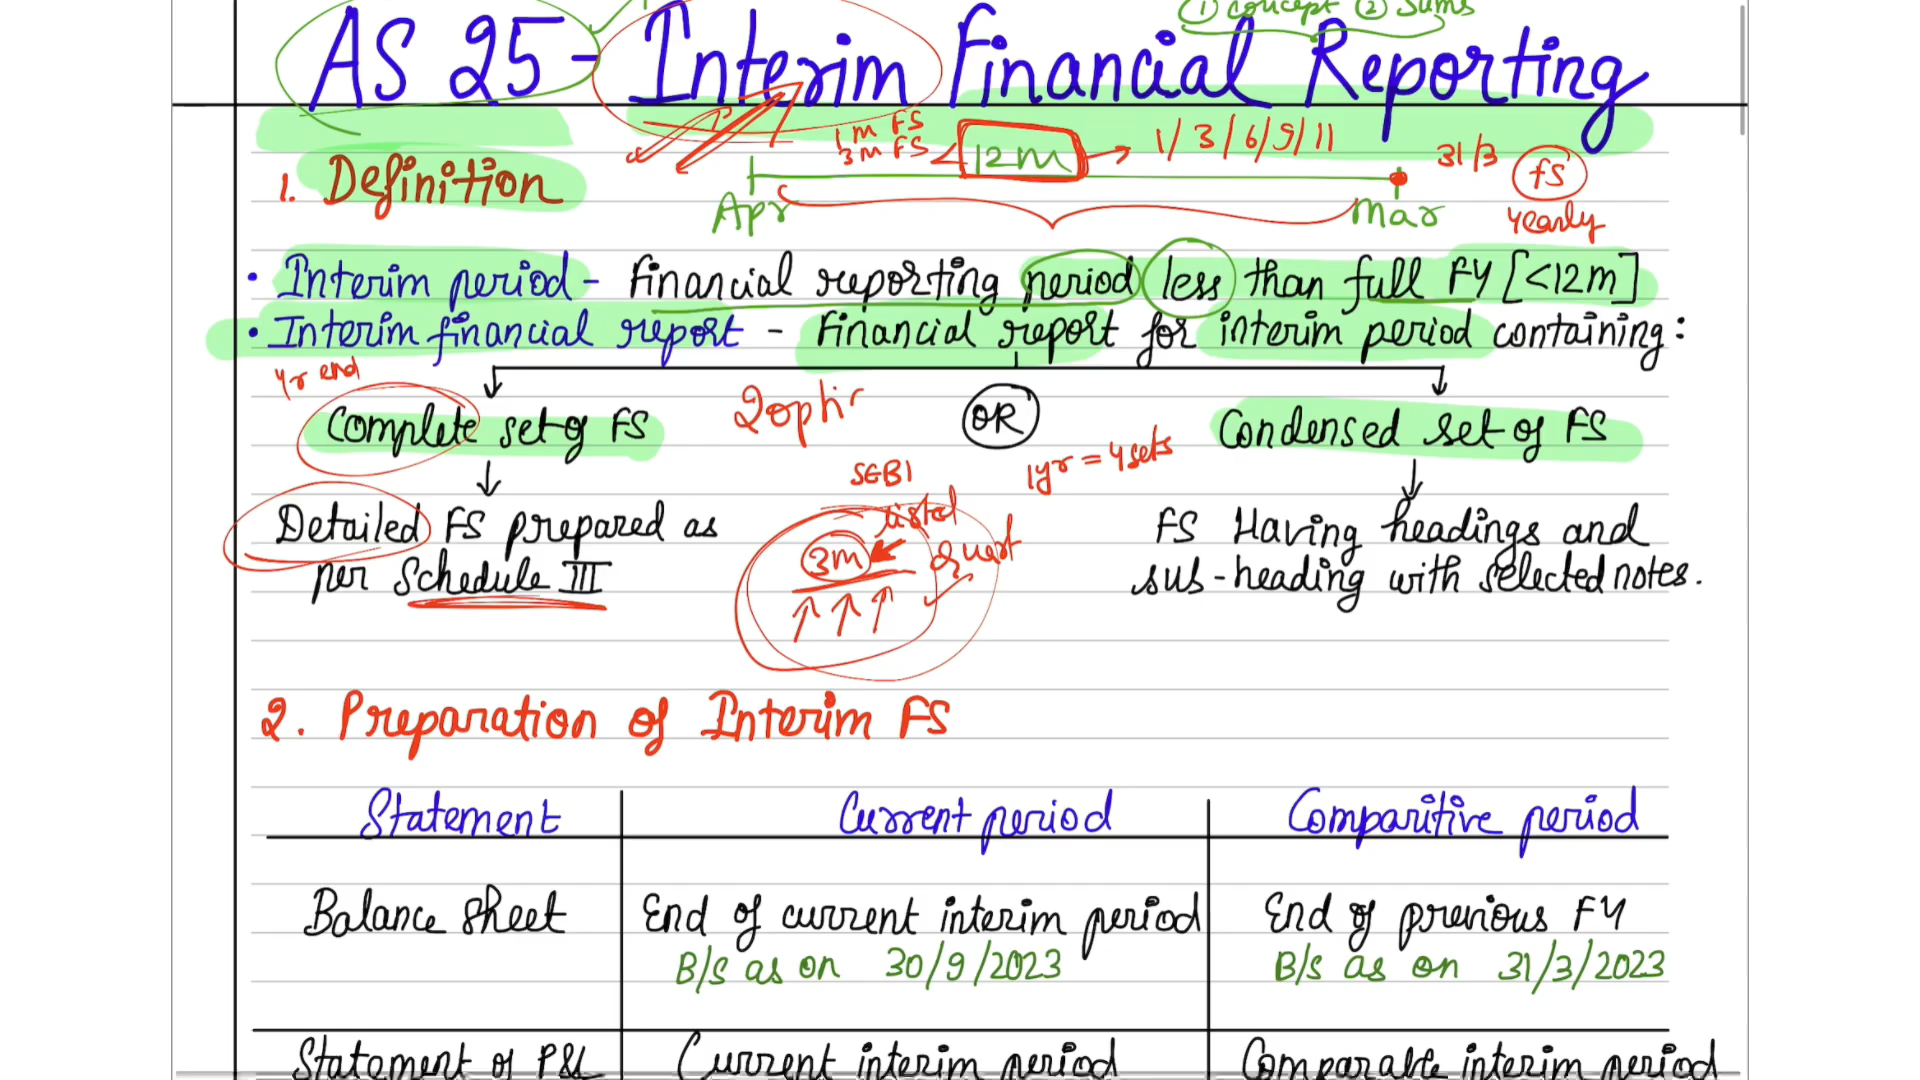 ① concept ② Sums
AS 25 - Interim Financial Reporting
1m FS
3m FS
12m
1/3/6/9/11
31/3
FS
yearly
1. Definition
Apr
Mar
• Interim period - Financial reporting period less than full FY [<12m]
• Interim financial report - Financial report for interim period containing:
yr end
Complete set of FS
OR
Condensed set of FS
1yr = 4 sets
SEBI
3m
Detailed FS prepared as
per Schedule III
FS Having headings and
sub-heading with selected notes.
2. Preparation of Interim FS
Statement
Current period
Comparitive period
Balance sheet
End of current interim period
End of previous FY
B/S as on 30/9/2023
B/S as on 31/3/2023
Statement of P&L
Current interim period
Comparable interim period